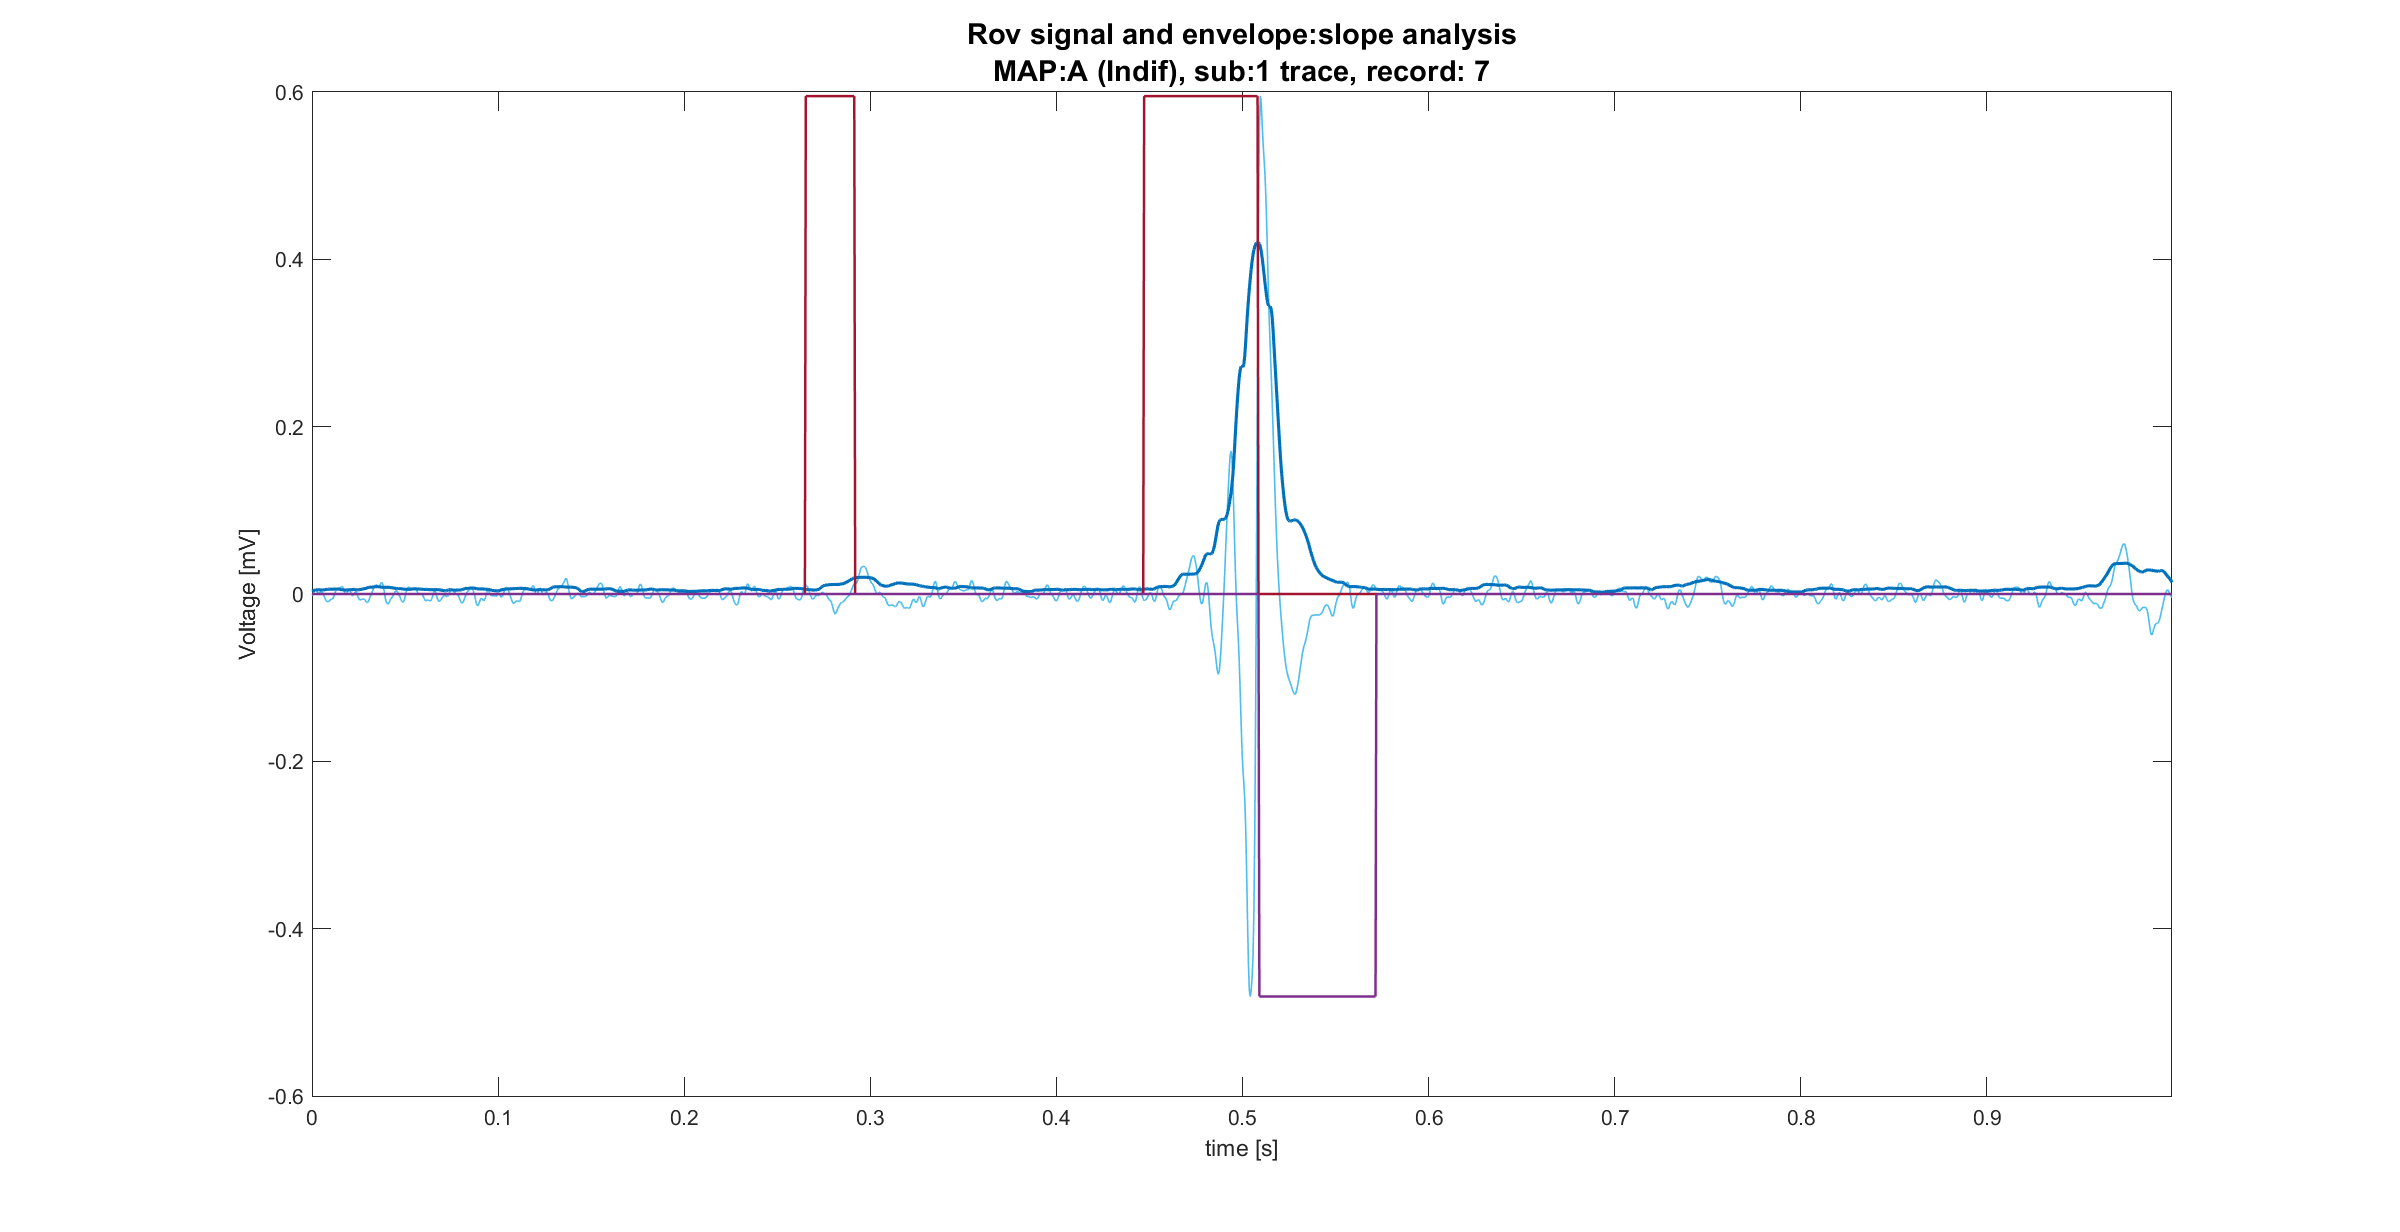 Rov signal and envelope:slope analysis
MAP:A (Indif), sub:1 trace, record: 7
0.6
0.4
0.2
0
-0.2
-0.4
-0.6
Voltage [mV]
0 0.1 0.2 0.3 0.4 0.5 0.6 0.7 0.8 0.9
time [s]